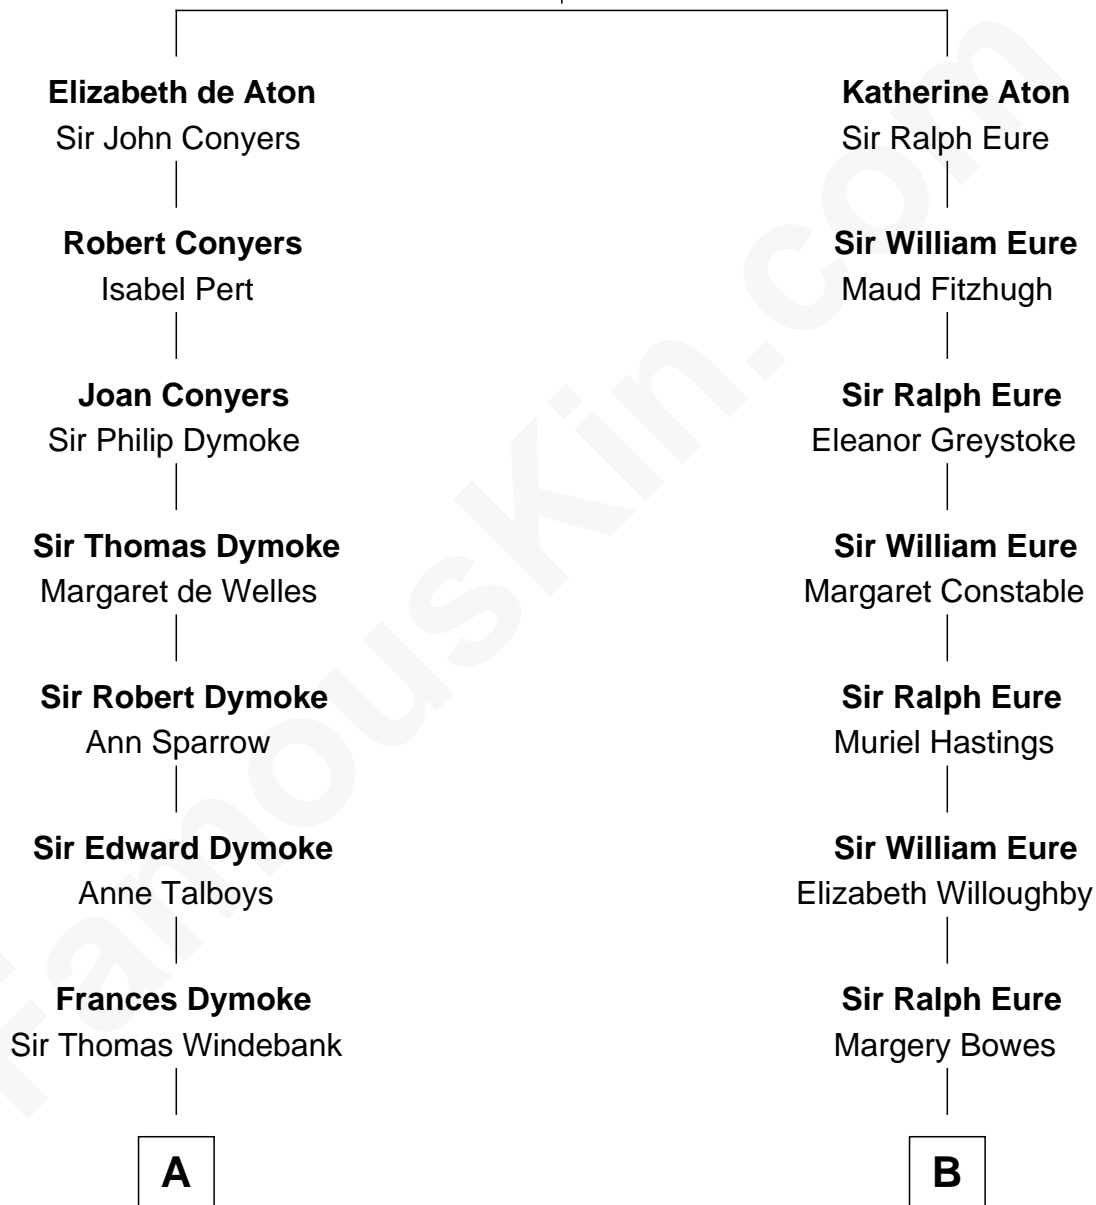 Elizabeth de Aton
Sir John Conyers
Robert Conyers
Isabel Pert
Joan Conyers
Sir Philip Dymoke
Sir Thomas Dymoke
Margaret de Welles
Sir Robert Dymoke
Ann Sparrow
Sir Edward Dymoke
Anne Talboys
Frances Dymoke
Sir Thomas Windebank
A
Katherine Aton
Sir Ralph Eure
Sir William Eure
Maud Fitzhugh
Sir Ralph Eure
Eleanor Greystoke
Sir William Eure
Margaret Constable
Sir Ralph Eure
Muriel Hastings
Sir William Eure
Elizabeth Willoughby
Sir Ralph Eure
Margery Bowes
B
FamousKin.com